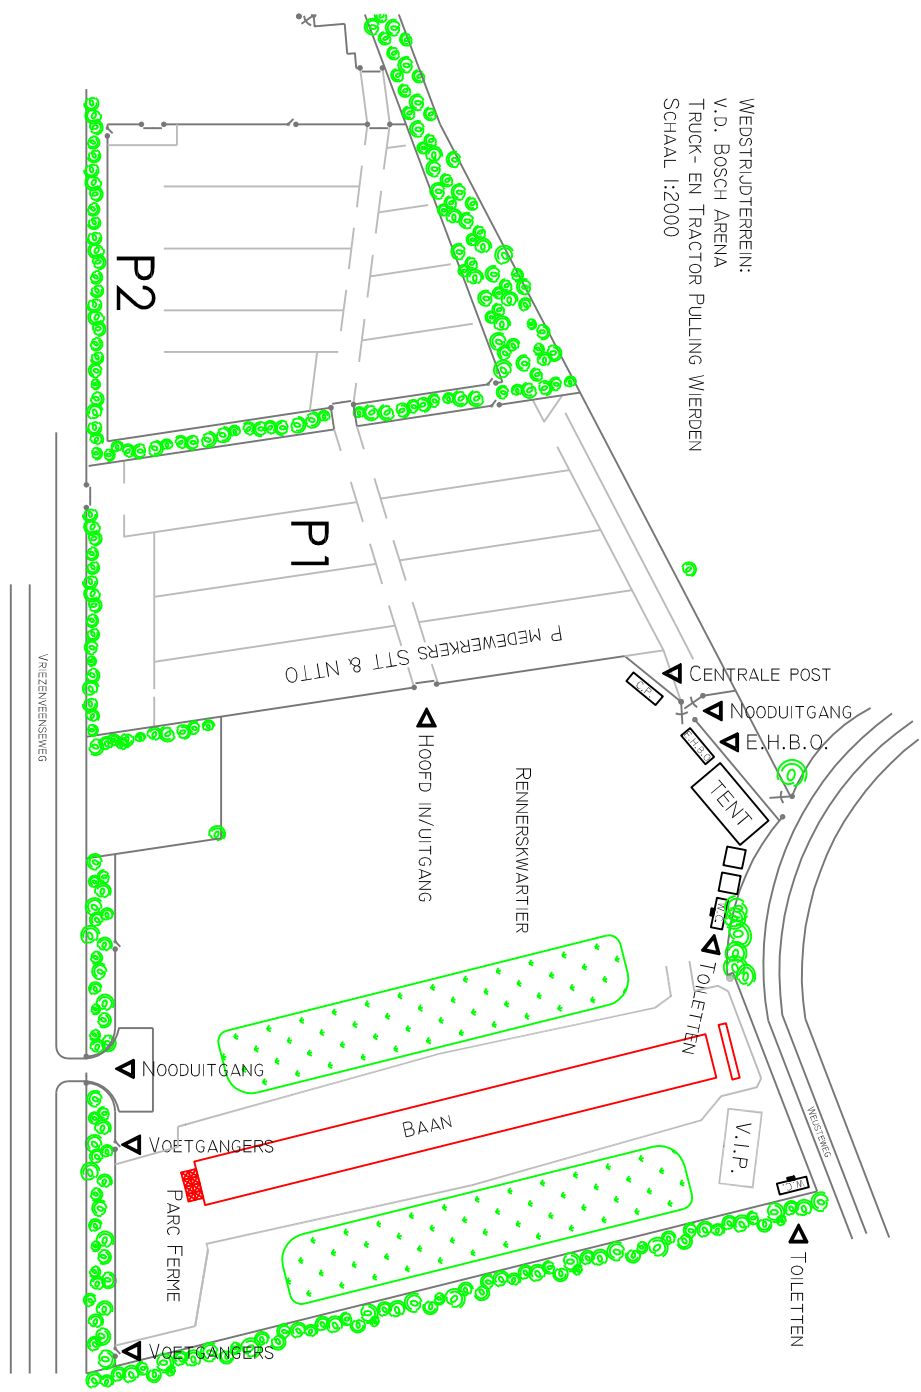 WEDSTRIJDTERREIN:
V.D. BOSCH ARENA
TRUCK- EN TRACTOR PULLING WIERDEN
SCHAAL 1:2000
P2
P1
P MEDEWERKERS STT & NTTO
CENTRALE POST
C.P.
NOODUITGANG
E.H.B.O.
E.H.B.O.
TENT
HOOFD IN/UITGANG
RENNERSKWARTIER
VRIEZENVEENSEWEG
W.C.
TOILETTEN
NOODUITGANG
BAAN
VOETGANGERS
V.I.P.
WEUSTEWEG
W.C.
PARC FERME
TOILETTEN
VOETGANGERS